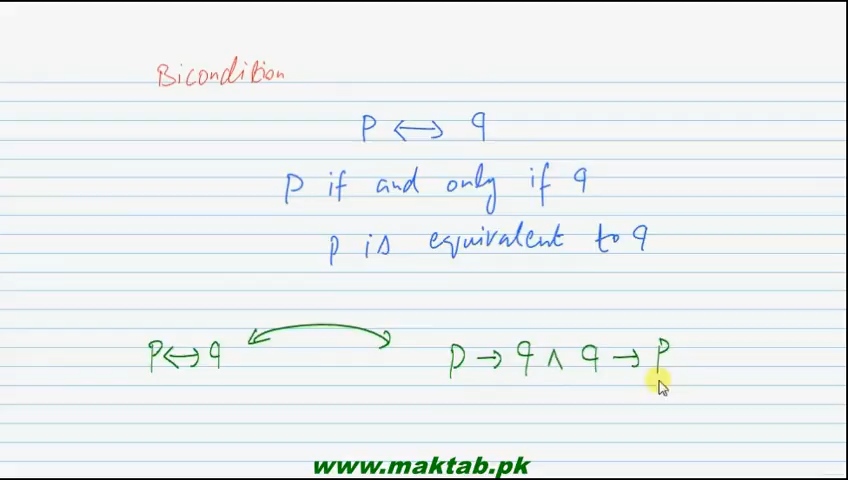 Bicondition
P ↔ q
P if and only if q
p is equivalent to q
P ↔ q p → q ∧ q → P
www.maktab.pk